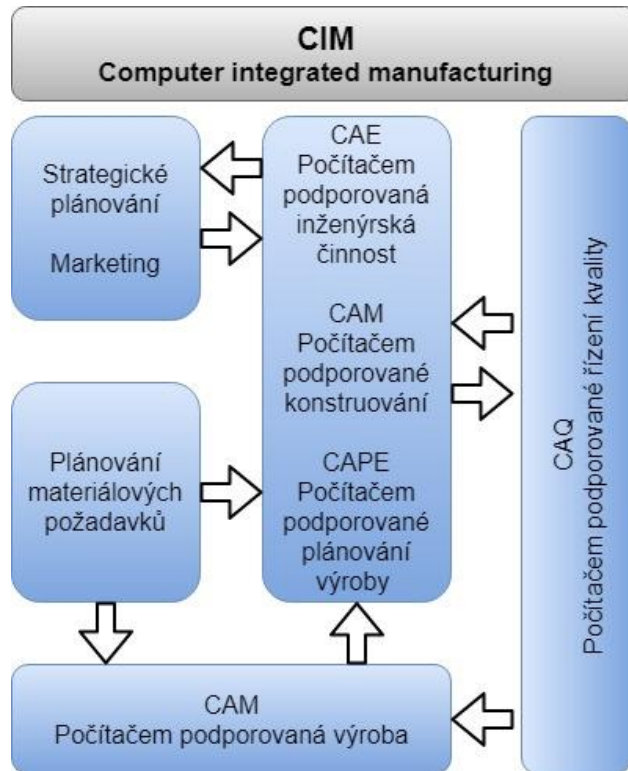 CIM
Computer integrated manufacturing
Strategické
plánování
Marketing
CAE
Počítačem
podporovaná
inženýrská
činnost
CAM
Počítačem
podporované
konstruování
CAPE
Počítačem
podporované
plánování
výroby
Plánování
materiálových
požadavků
CAM
Počítačem podporovaná výroba
CAQ
Počítačem podporované řízení kvality